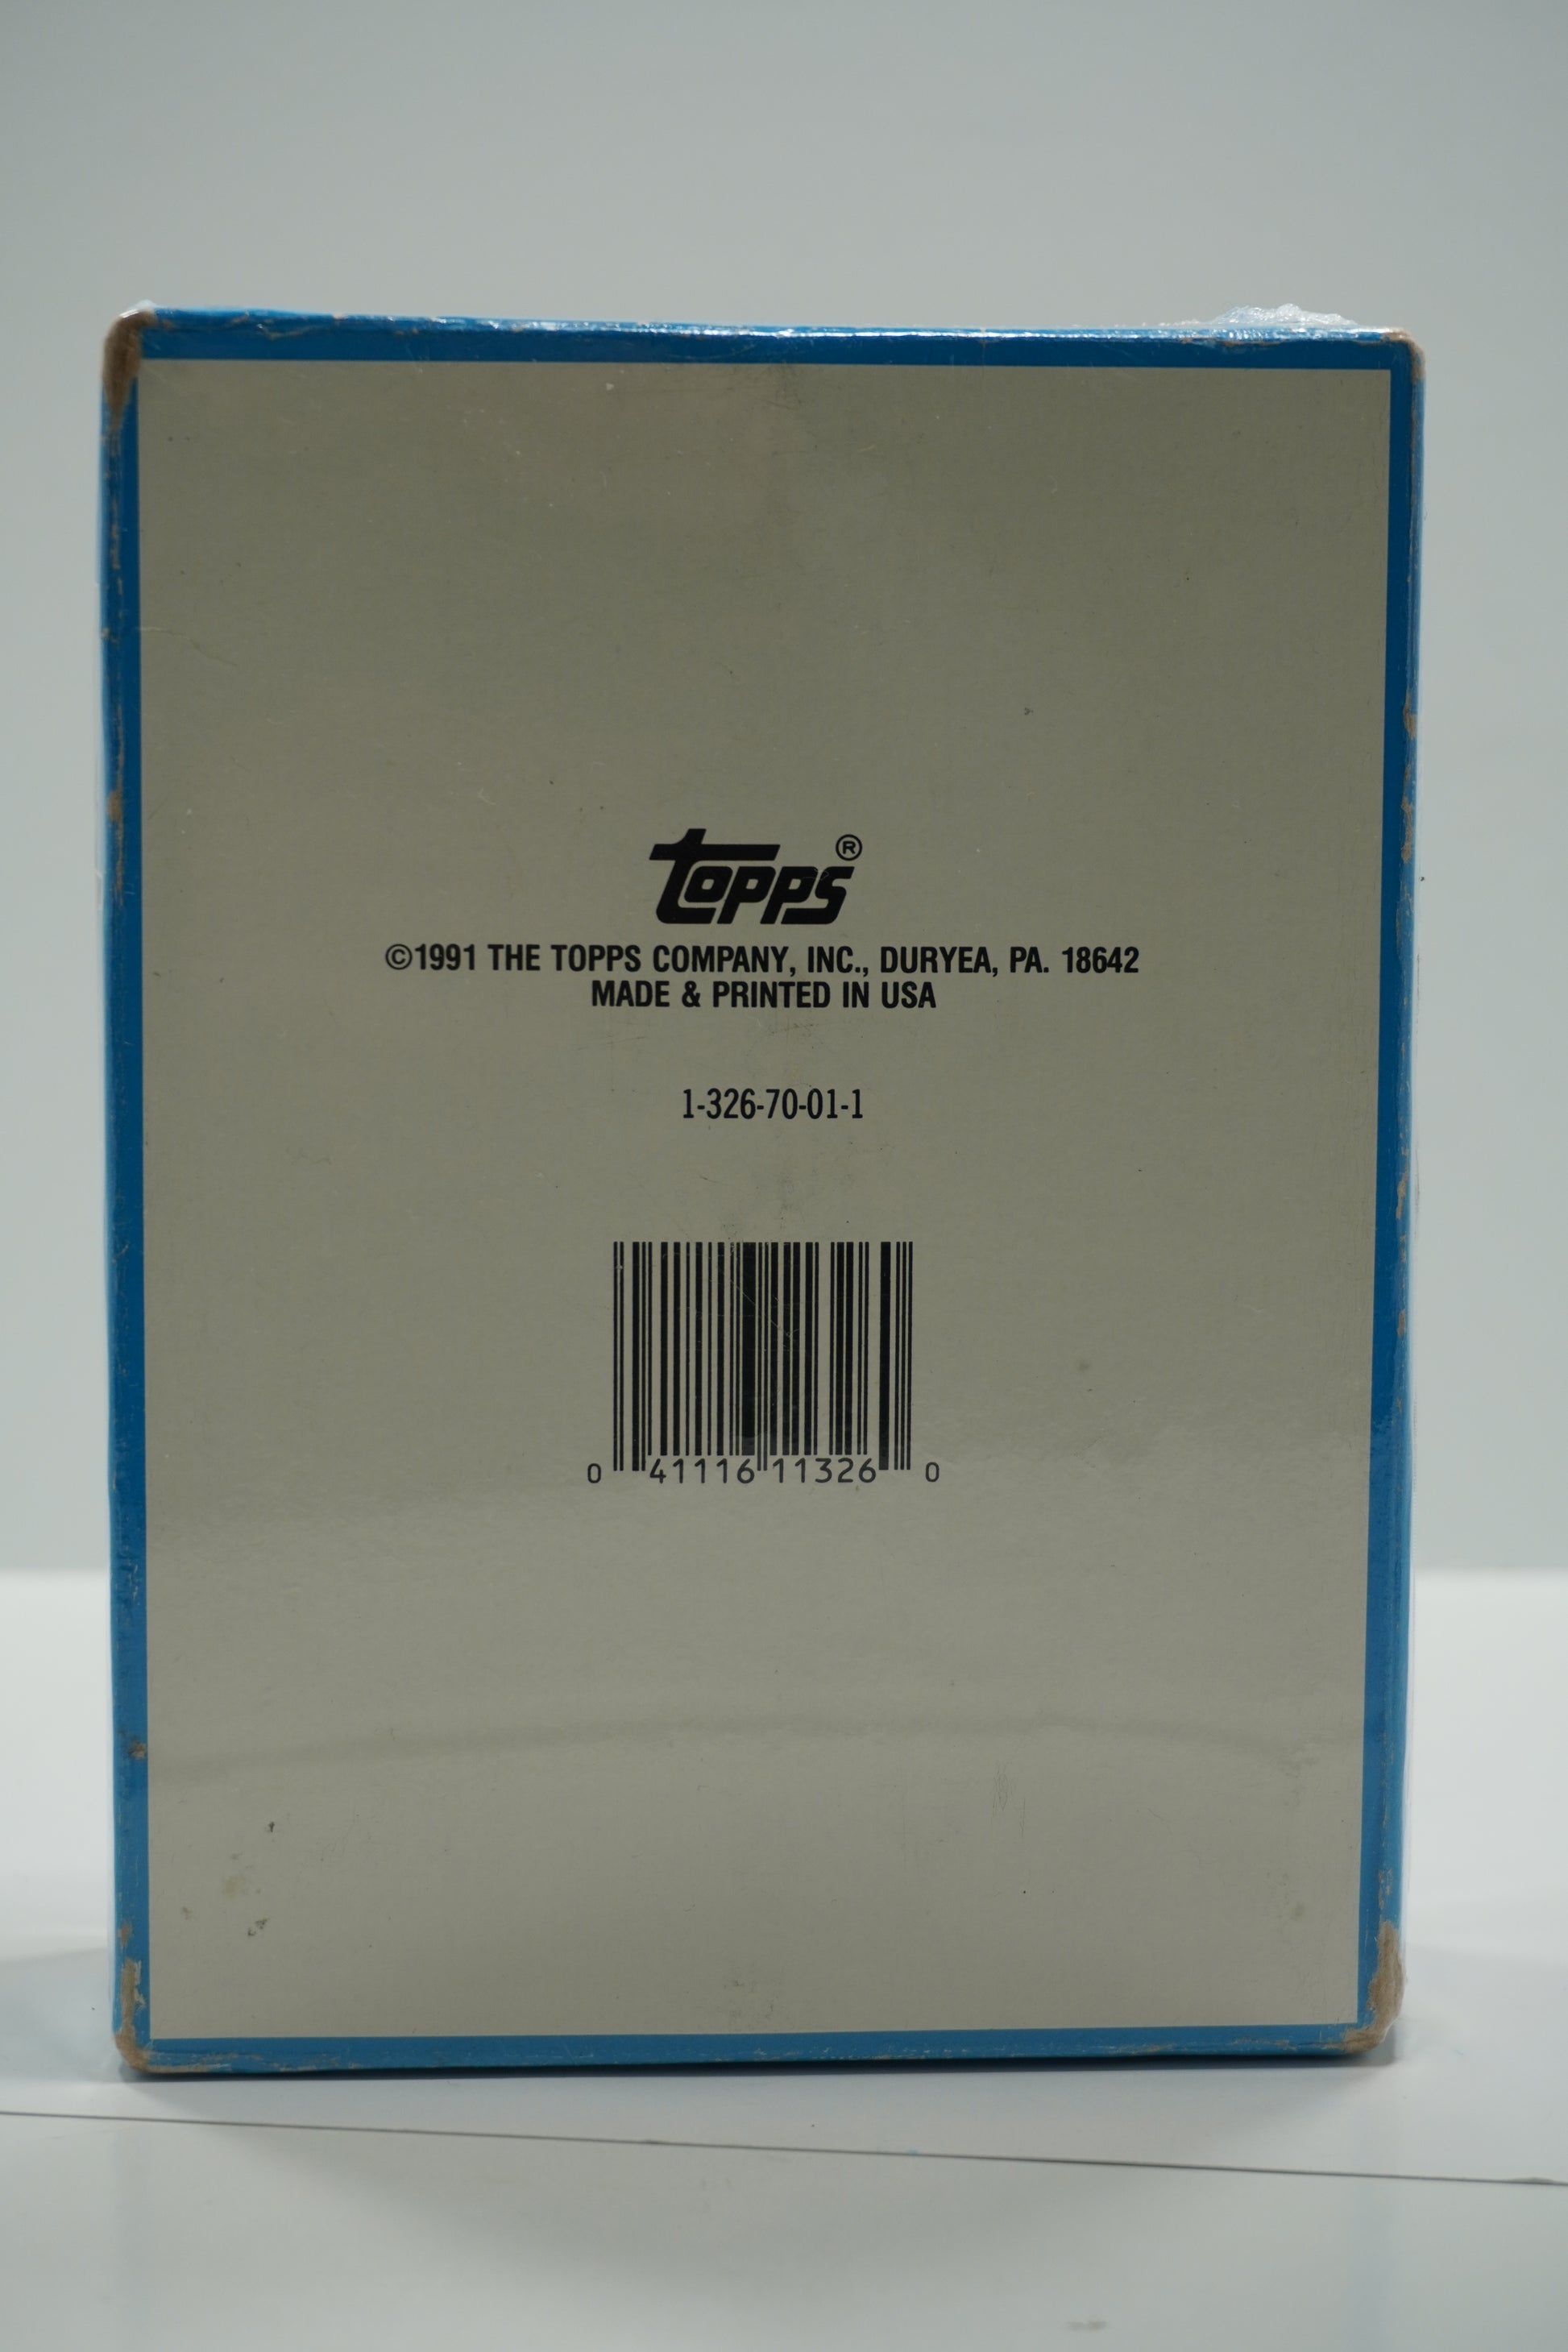 topps®
©1991 THE TOPPS COMPANY, INC., DURYEA, PA. 18642
MADE & PRINTED IN USA
1-326-70-01-1
0 41116 11326 0